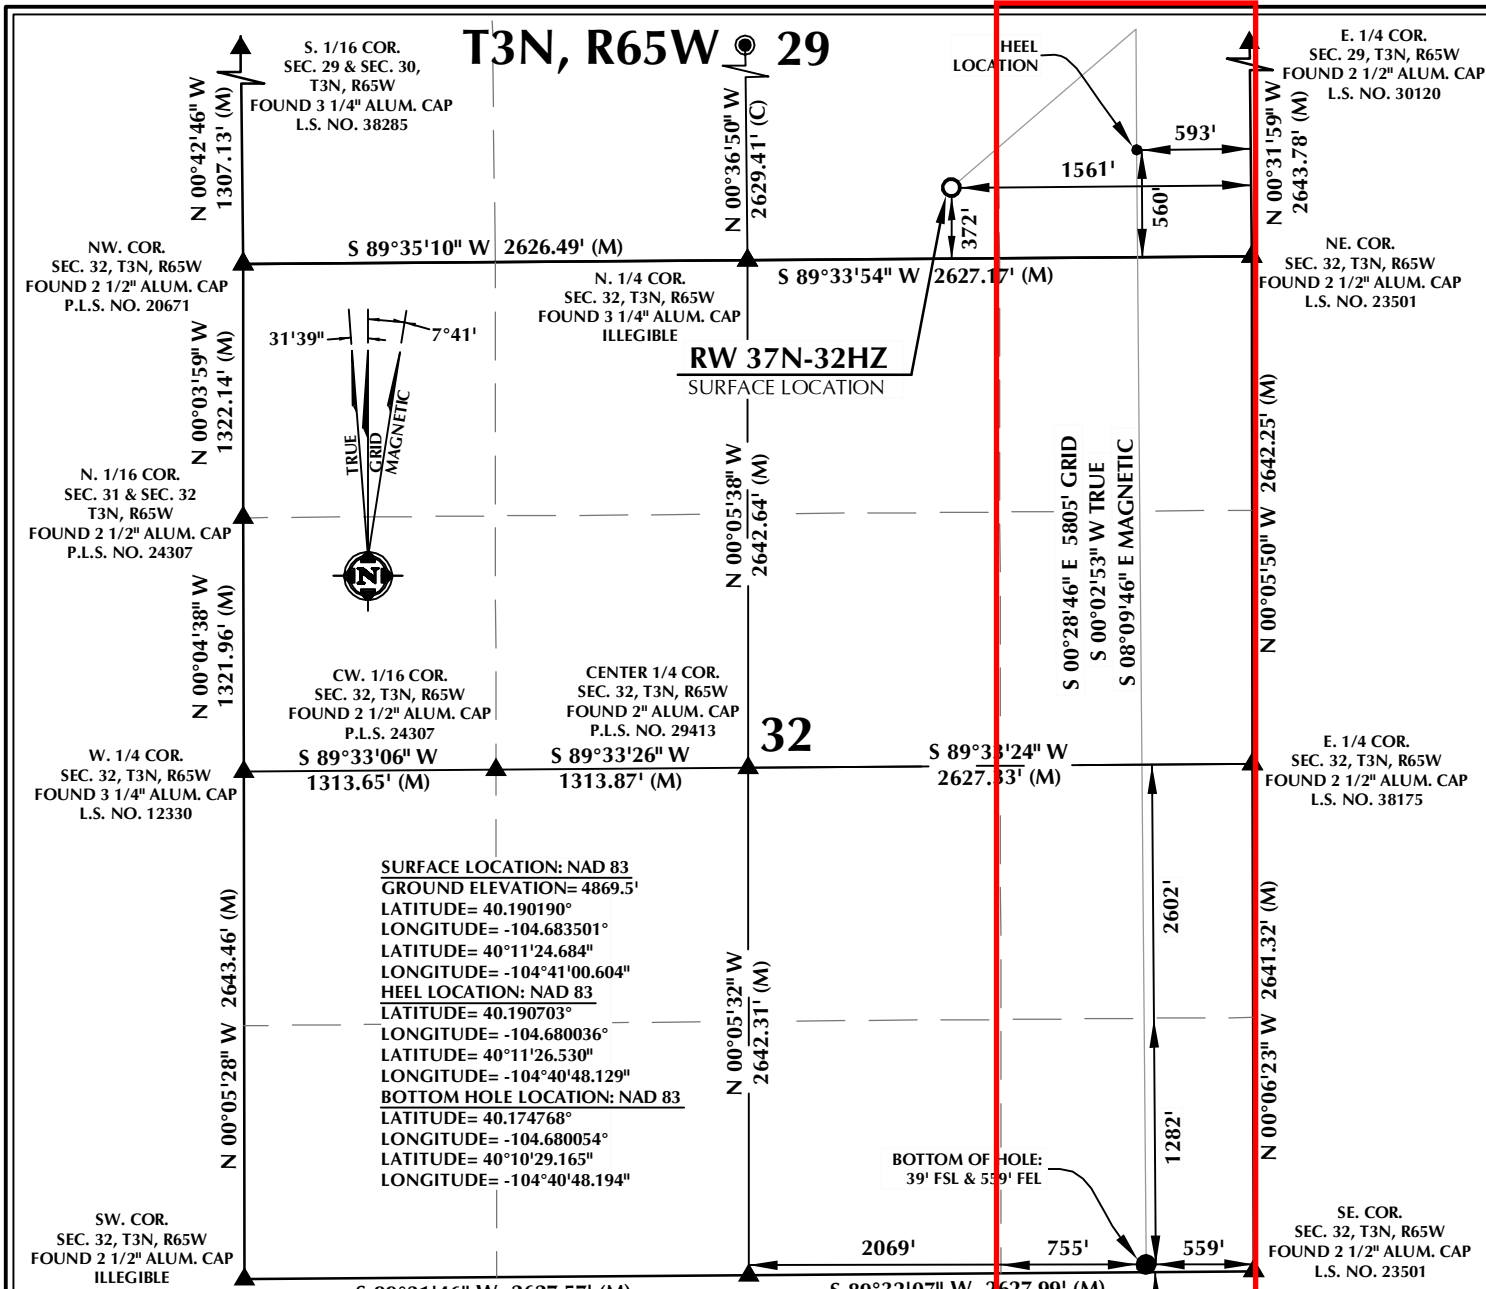 T3N, R65W
29
S. 1/16 COR.
SEC. 29 & SEC. 30,
T3N, R65W
FOUND 3 1/4" ALUM. CAP
L.S. NO. 38285
N 00°42'46" W
1307.13' (M)
N 00°36'50" W
2629.41' (C)
HEEL
LOCATION
593'
1561'
560'
372'
N 00°31'59" W
2643.78' (M)
E. 1/4 COR.
SEC. 29, T3N, R65W
FOUND 2 1/2" ALUM. CAP
L.S. NO. 30120
NW. COR.
SEC. 32, T3N, R65W
FOUND 2 1/2" ALUM. CAP
P.L.S. NO. 20671
S 89°35'10" W 2626.49' (M)
N. 1/4 COR.
SEC. 32, T3N, R65W
FOUND 3 1/4" ALUM. CAP
ILLEGIBLE
S 89°33'54" W 2627.17' (M)
NE. COR.
SEC. 32, T3N, R65W
FOUND 2 1/2" ALUM. CAP
L.S. NO. 23501
31'39"
7°41'
TRUE
GRID
MAGNETIC
N
RW 37N-32HZ
SURFACE LOCATION
N 00°03'59" W
1322.14' (M)
N. 1/16 COR.
SEC. 31 & SEC. 32
T3N, R65W
FOUND 2 1/2" ALUM. CAP
P.L.S. NO. 24307
N 00°04'38" W
1321.96' (M)
N 00°05'38" W
2642.64' (M)
S 00°28'46" E 5805' GRID
S 00°02'53" W TRUE
S 08°09'46" E MAGNETIC
N 00°05'50" W 2642.25' (M)
CW. 1/16 COR.
SEC. 32, T3N, R65W
FOUND 2 1/2" ALUM. CAP
P.L.S. 24307
CENTER 1/4 COR.
SEC. 32, T3N, R65W
FOUND 2" ALUM. CAP
P.L.S. NO. 29413
32
W. 1/4 COR.
SEC. 32, T3N, R65W
FOUND 3 1/4" ALUM. CAP
L.S. NO. 12330
S 89°33'06" W
1313.65' (M)
S 89°33'26" W
1313.87' (M)
S 89°33'24" W
2627.33' (M)
E. 1/4 COR.
SEC. 32, T3N, R65W
FOUND 2 1/2" ALUM. CAP
L.S. NO. 38175
SURFACE LOCATION: NAD 83
GROUND ELEVATION= 4869.5'
LATITUDE= 40.190190°
LONGITUDE= -104.683501°
LATITUDE= 40°11'24.684"
LONGITUDE= -104°41'00.604"
HEEL LOCATION: NAD 83
LATITUDE= 40.190703°
LONGITUDE= -104.680036°
LATITUDE= 40°11'26.530"
LONGITUDE= -104°40'48.129"
BOTTOM HOLE LOCATION: NAD 83
LATITUDE= 40.174768°
LONGITUDE= -104.680054°
LATITUDE= 40°10'29.165"
LONGITUDE= -104°40'48.194"
N 00°05'28" W 2643.46' (M)
N 00°05'32" W
2642.31' (M)
2602'
1282'
N 00°06'23" W 2641.32' (M)
BOTTOM OF HOLE:
39' FSL & 559' FEL
SW. COR.
SEC. 32, T3N, R65W
FOUND 2 1/2" ALUM. CAP
ILLEGIBLE
2069'
755'
559'
SE. COR.
SEC. 32, T3N, R65W
FOUND 2 1/2" ALUM. CAP
L.S. NO. 23501